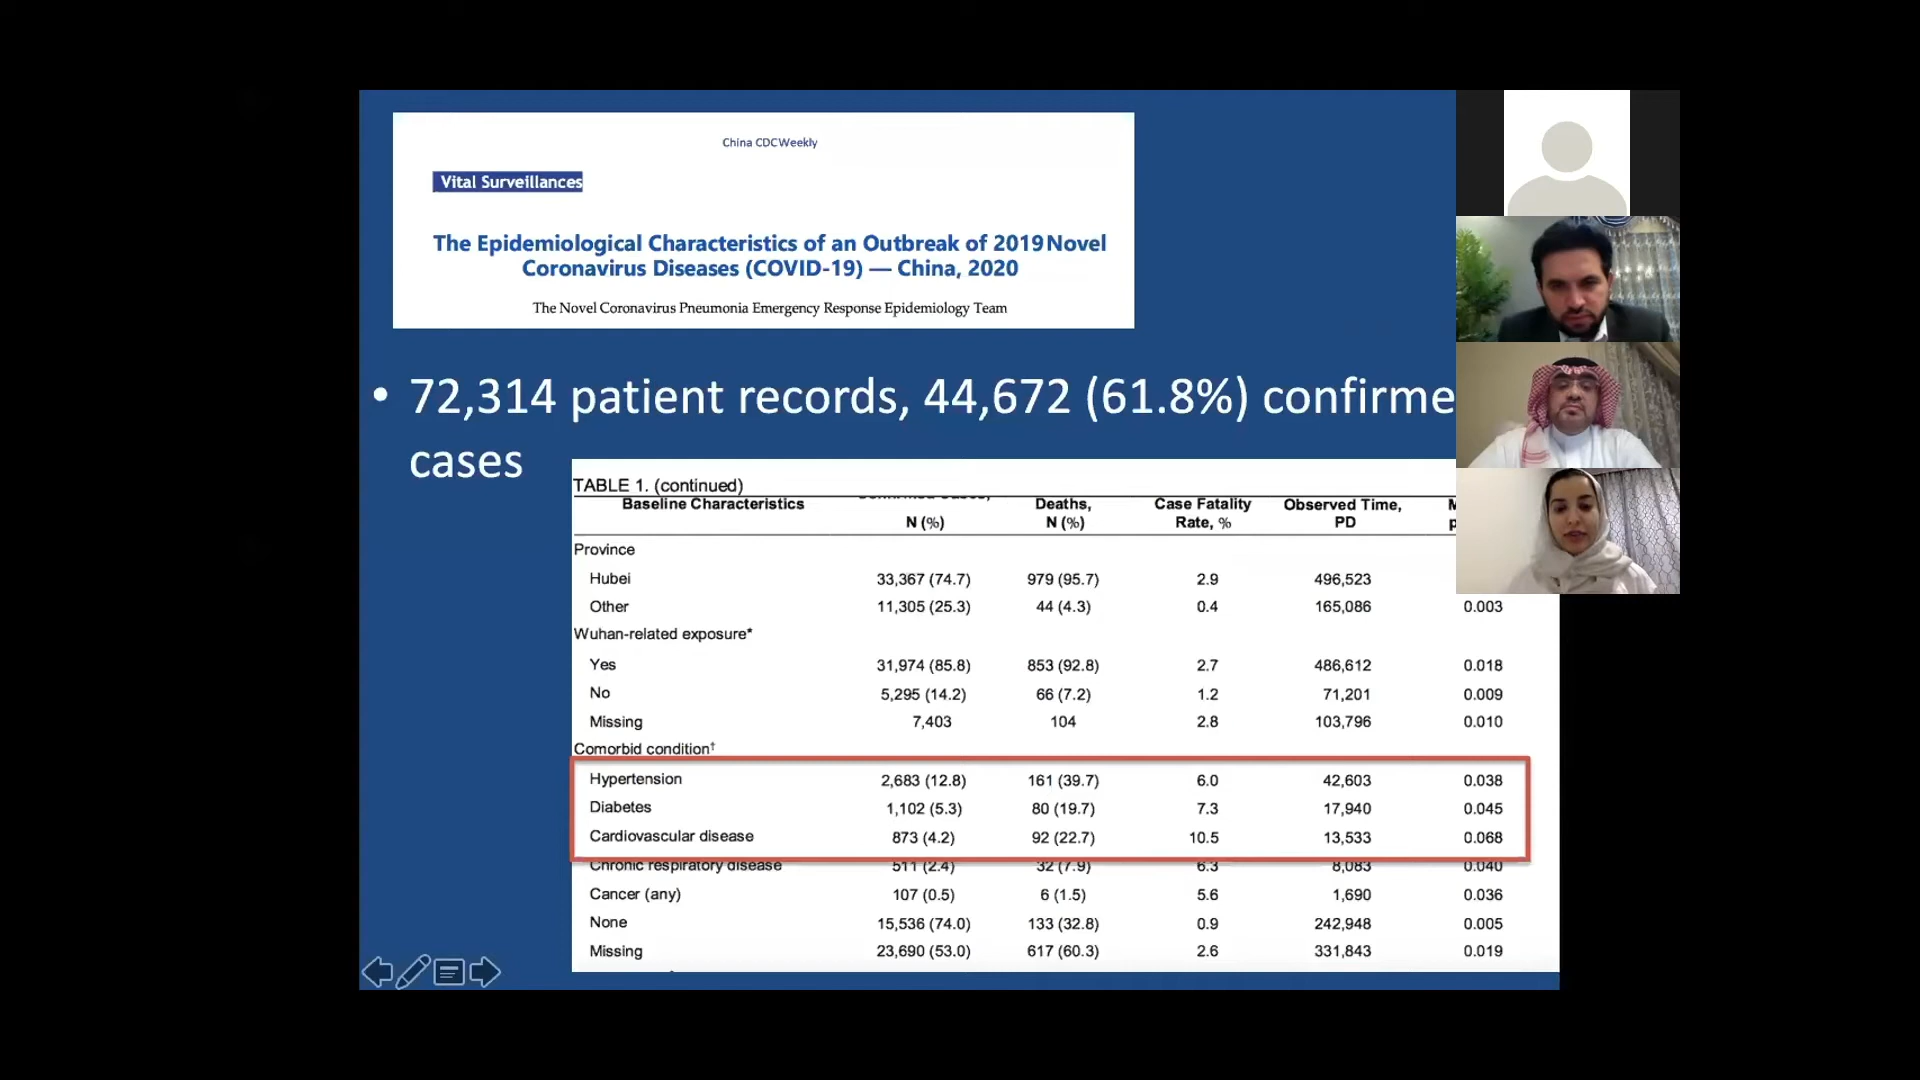 China CDCWeekly
Vital Surveillances
The Epidemiological Characteristics of an Outbreak of 2019 Novel
Coronavirus Diseases (COVID-19) — China, 2020
The Novel Coronavirus Pneumonia Emergency Response Epidemiology Team
• 72,314 patient records, 44,672 (61.8%) confirme
cases
TABLE 1. (continued)
Baseline Characteristics N (%) Deaths, N (%) Case Fatality Rate, % Observed Time, PD
Province
Hubei 33,367 (74.7) 979 (95.7) 2.9 496,523
Other 11,305 (25.3) 44 (4.3) 0.4 165,086 0.003
Wuhan-related exposure*
Yes 31,974 (85.8) 853 (92.8) 2.7 486,612 0.018
No 5,295 (14.2) 66 (7.2) 1.2 71,201 0.009
Missing 7,403 104 2.8 103,796 0.010
Comorbid condition†
Hypertension 2,683 (12.8) 161 (39.7) 6.0 42,603 0.038
Diabetes 1,102 (5.3) 80 (19.7) 7.3 17,940 0.045
Cardiovascular disease 873 (4.2) 92 (22.7) 10.5 13,533 0.068
Chronic respiratory disease 511 (2.4) 32 (7.9) 6.3 8,083 0.040
Cancer (any) 107 (0.5) 6 (1.5) 5.6 1,690 0.036
None 15,536 (74.0) 133 (32.8) 0.9 242,948 0.005
Missing 23,690 (53.0) 617 (60.3) 2.6 331,843 0.019